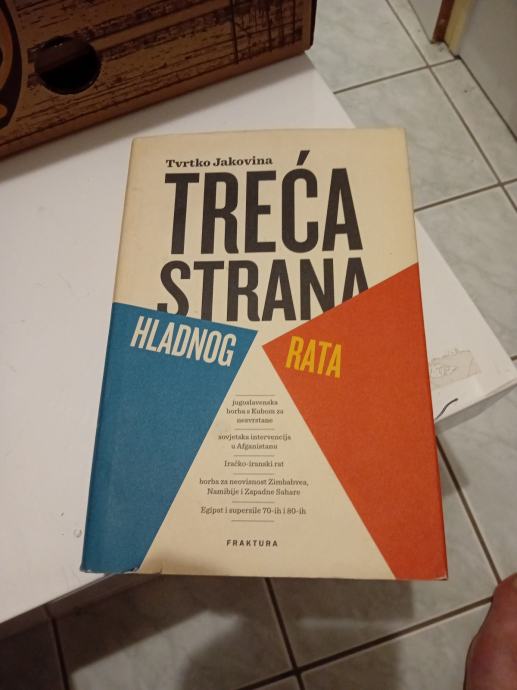 Tvrtko Jakovina
TREĆA
STRANA
HLADNOG
RATA
jugoslavenska
borba s Kubom za
nesvrstane
sovjetska intervencija
u Afganistanu
Iračko-iranski rat
borba za neovisnost Zimbabvea,
Namibije i Zapadne Sahare
Egipat i supersile 70-ih i 80-ih
FRAKTURA